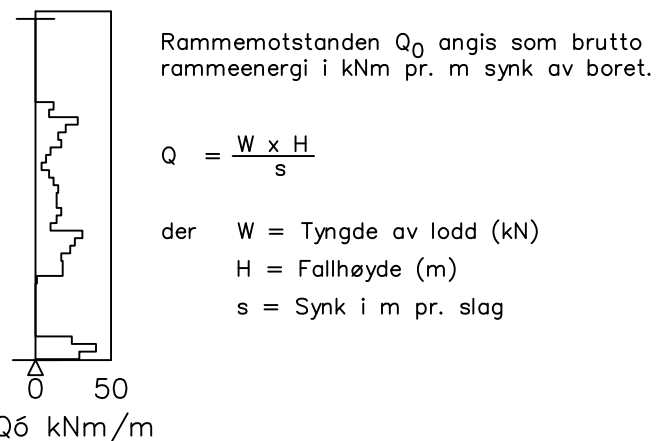 Rammemotstanden Q0 angis som brutto
rammeenergi i kNm pr. m synk av boret.
Q = W x H
s
der W = Tyngde av lodd (kN)
H = Fallhøyde (m)
s = Synk i m pr. slag
0 50
Qó kNm/m